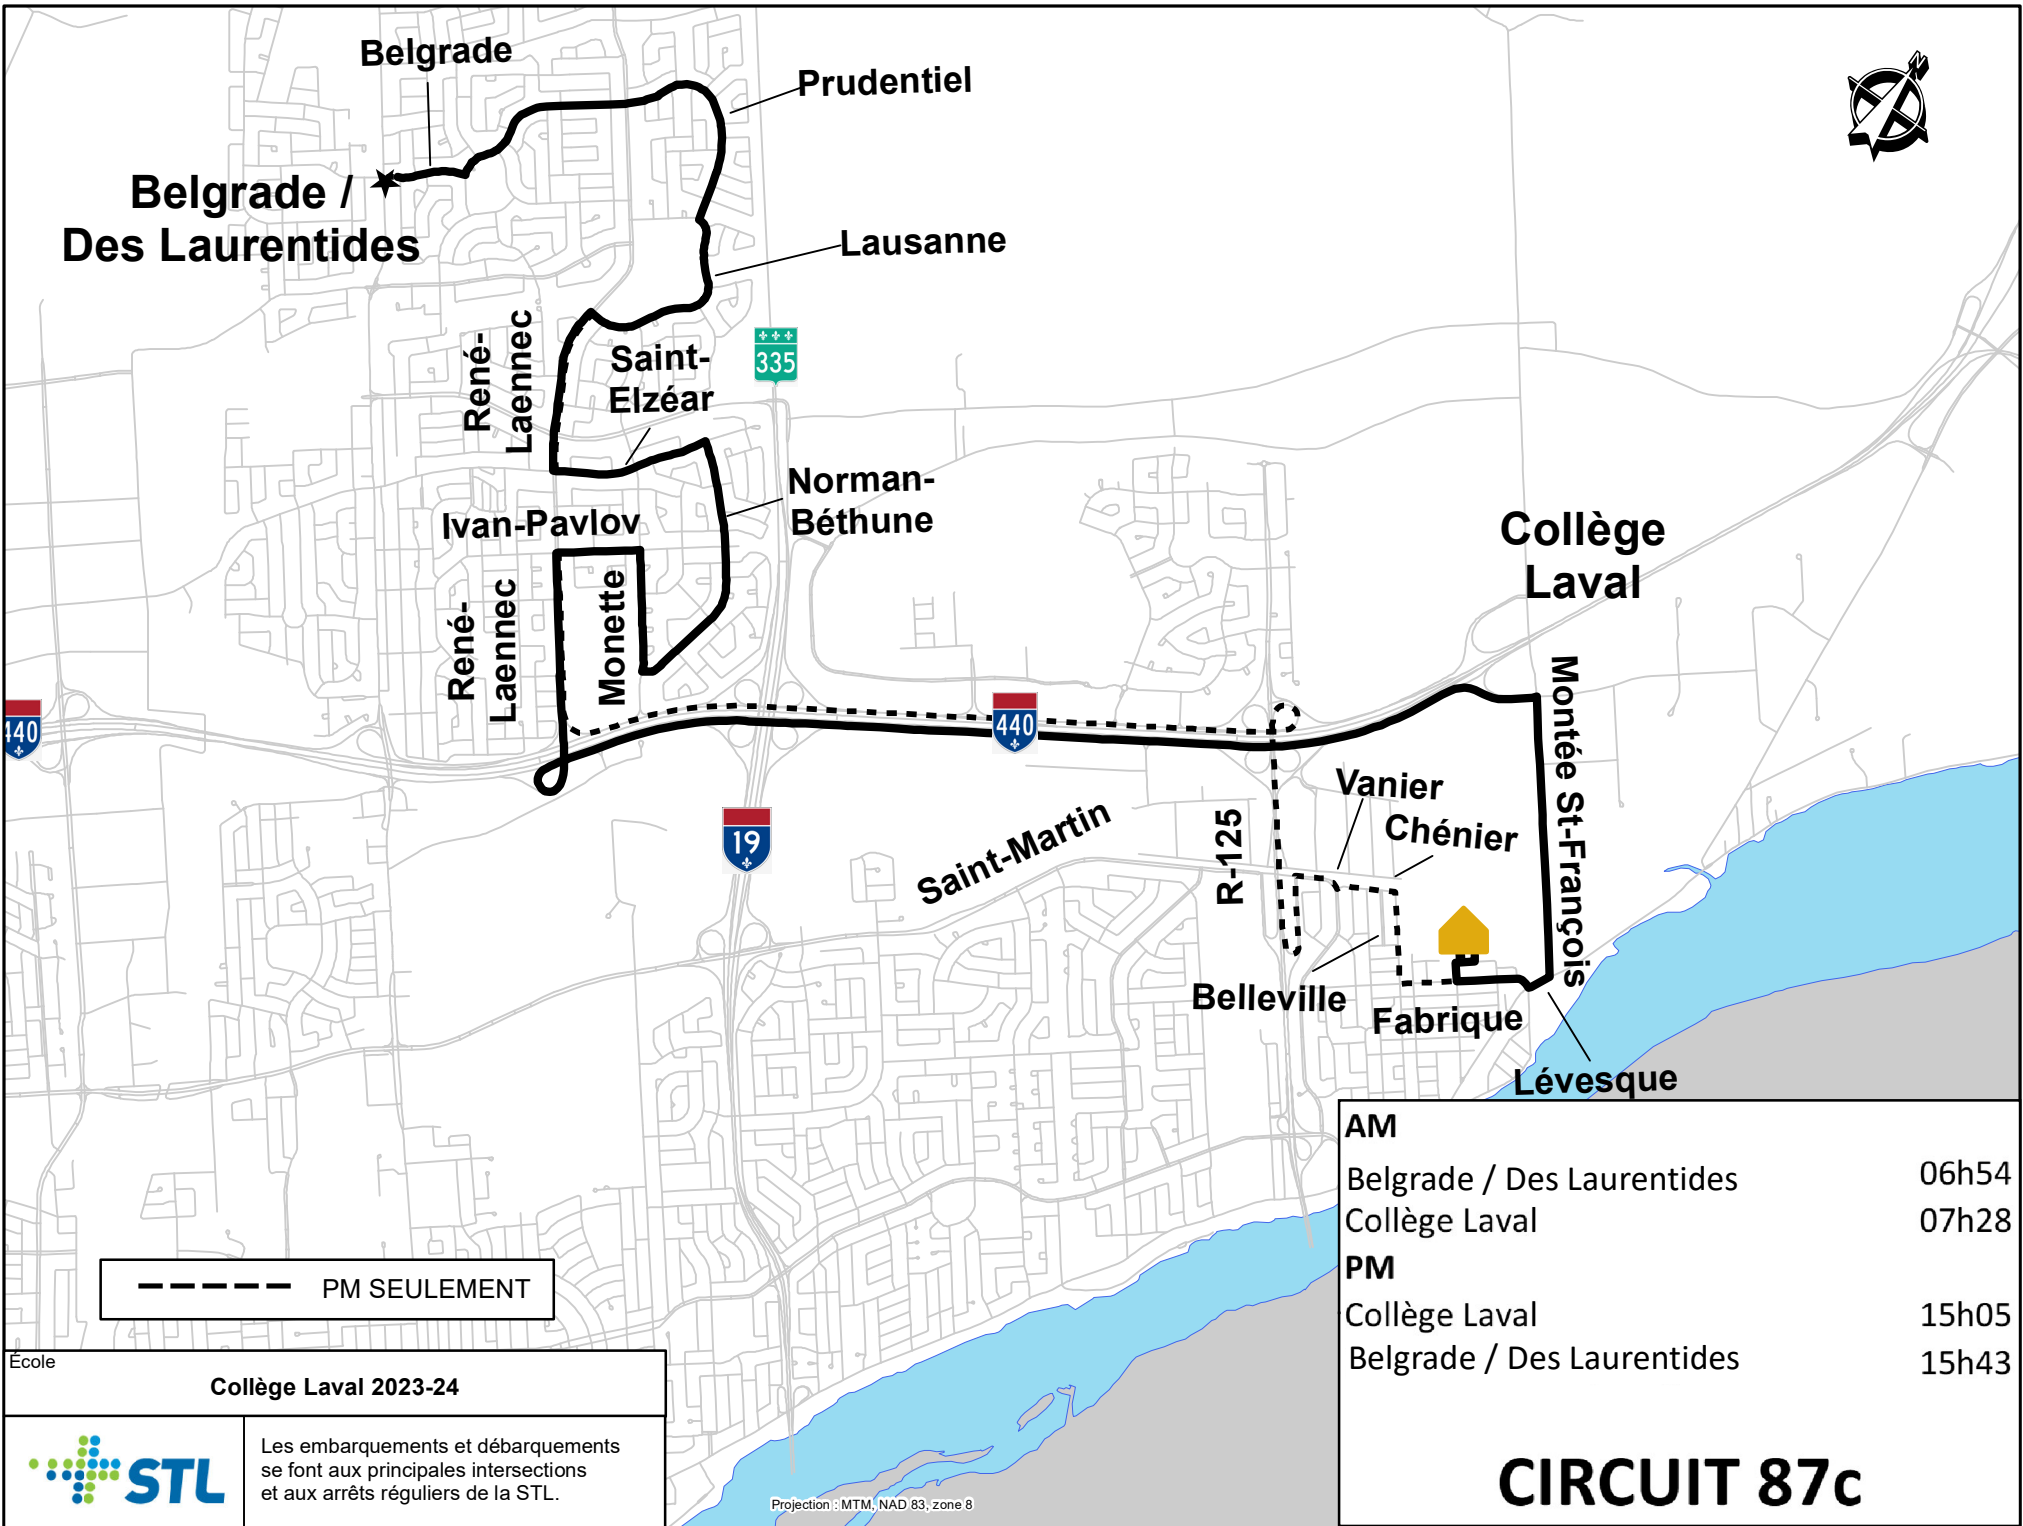 Belgrade
Prudentiel
N
Belgrade /
Des Laurentides
Lausanne
René-
Laennec
Saint-
Elzéar
335
Norman-
Béthune
Ivan-Pavlov
Collège
Laval
René-
Laennec
Monette
Montée St-François
440
440
19
Saint-Martin
R-125
Vanier
Chénier
Belleville
Fabrique
Lévesque
AM
Belgrade / Des Laurentides 06h54
Collège Laval 07h28
PM
Collège Laval 15h05
Belgrade / Des Laurentides 15h43
CIRCUIT 87c
PM SEULEMENT
École
Collège Laval 2023-24
STL
Les embarquements et débarquements
se font aux principales intersections
et aux arrêts réguliers de la STL.
Projection : MTM, NAD 83, zone 8